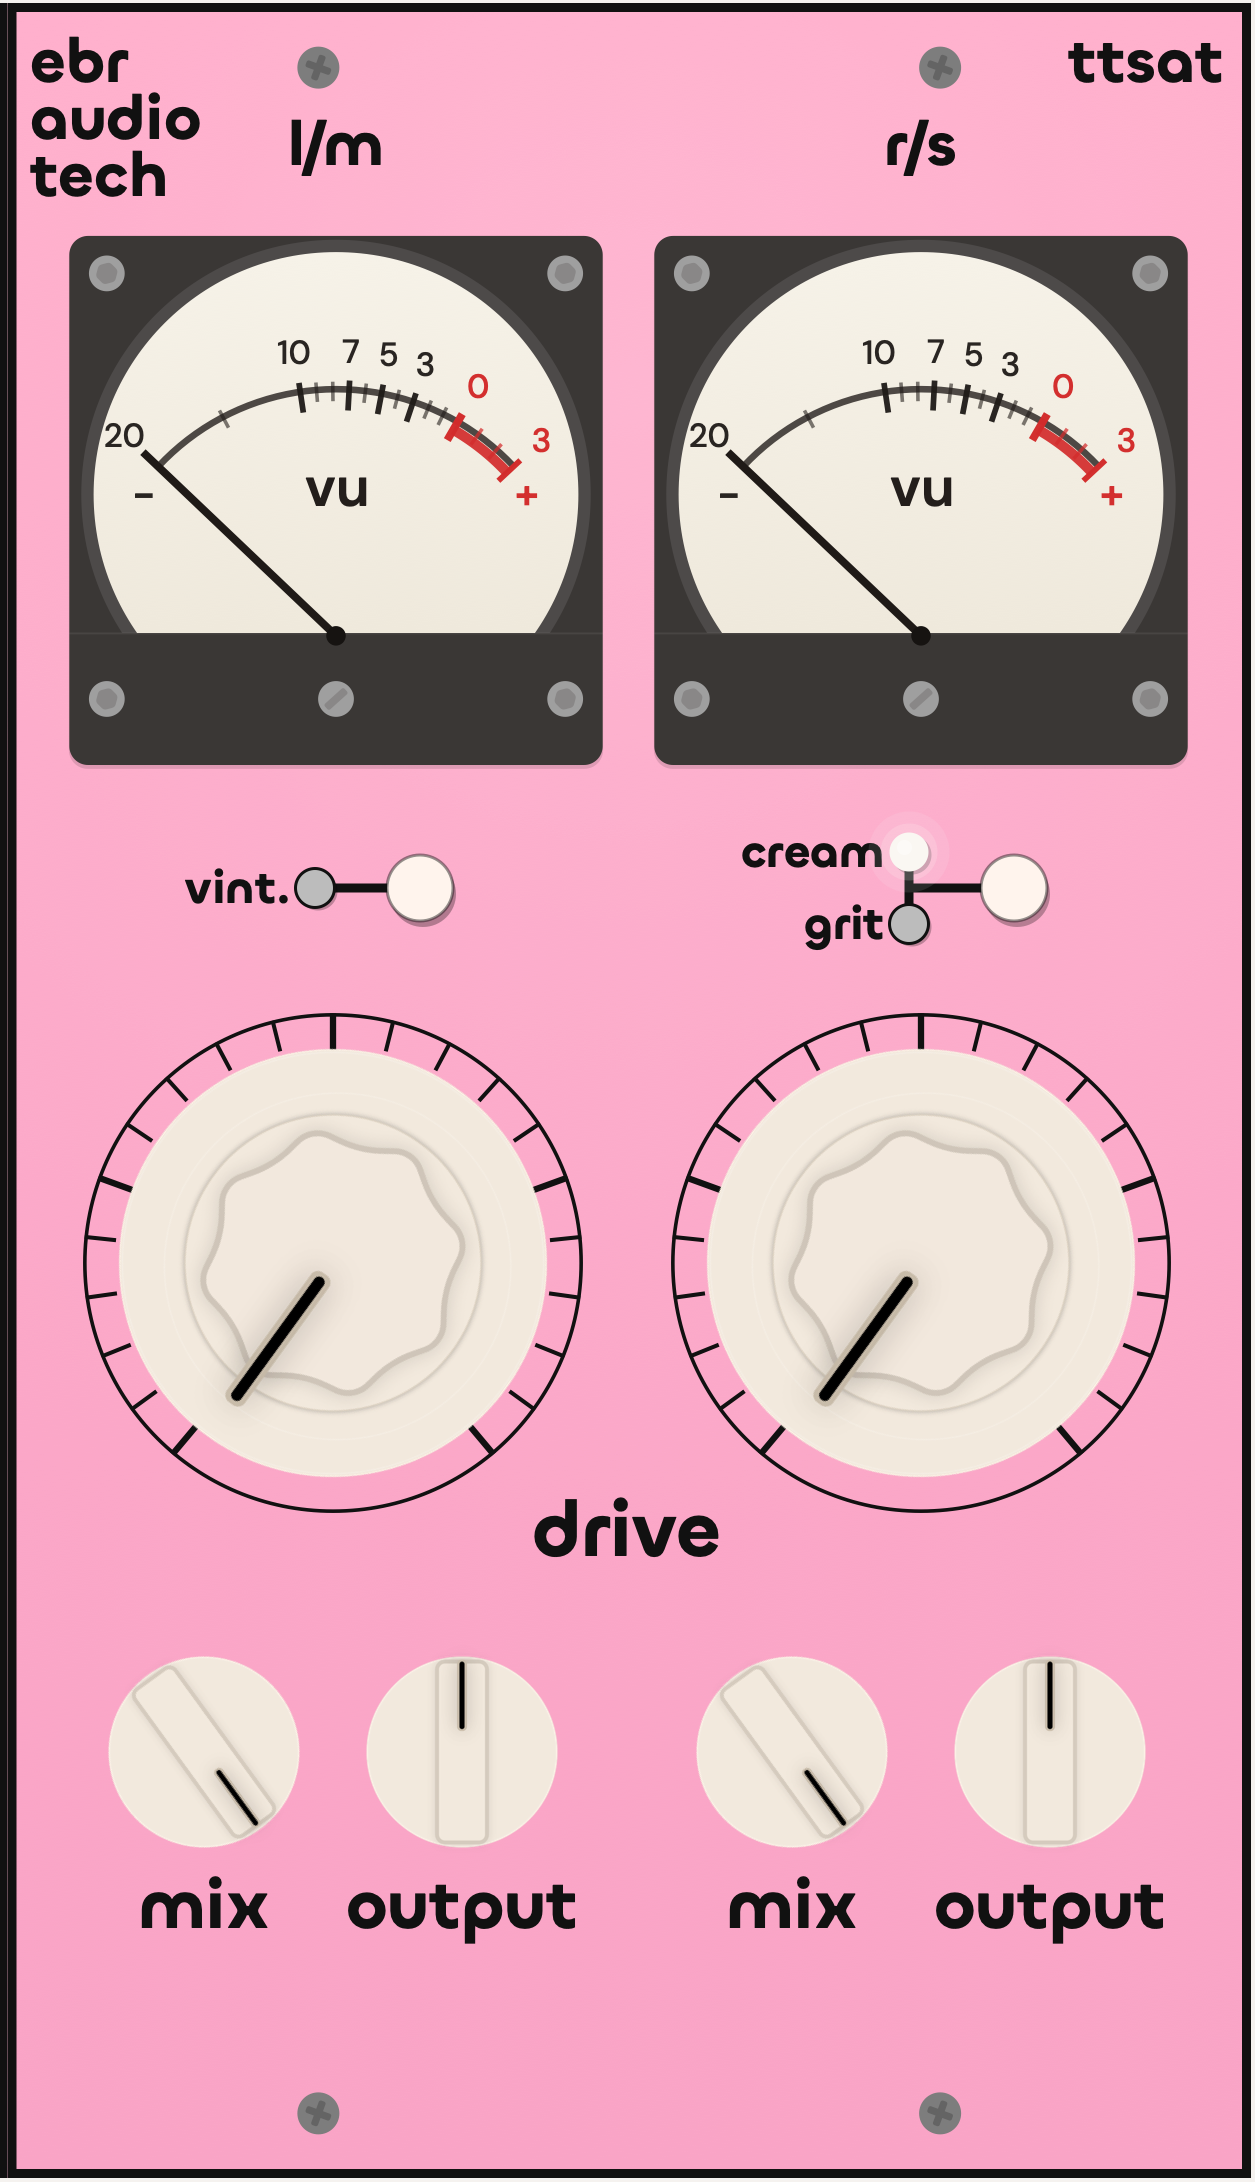 ebr
audio
tech
ttsat
l/m
r/s
20 10 7 5 3 0 3
− vu +
20 10 7 5 3 0 3
− vu +
vint.
cream
grit
drive
mix output mix output